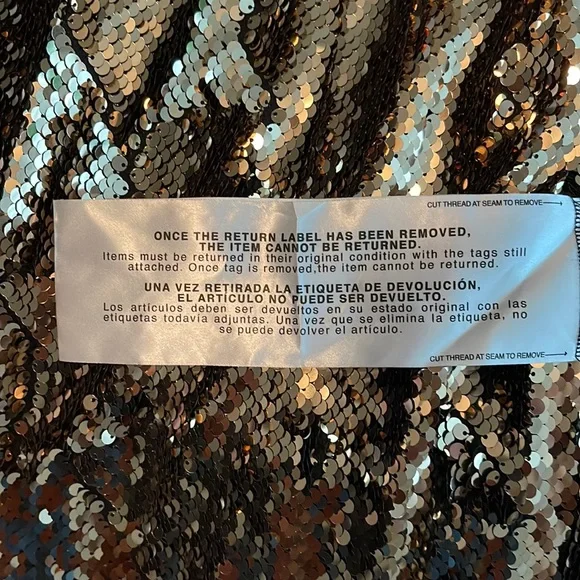 CUT THREAD AT SEAM TO REMOVE
ONCE THE RETURN LABEL HAS BEEN REMOVED,
THE ITEM CANNOT BE RETURNED.
Items must be returned in their original condition with the tags still
attached. Once tag is removed,the item cannot be returned.
UNA VEZ RETIRADA LA ETIQUETA DE DEVOLUCIÓN,
EL ARTICULO NO PUEDE SER DEVUELTO.
Los artículos deben ser devueltos en su estado original con las
etiquetas todavía adjuntas. Una vez que se elimina la etiqueta, no
se puede devolver el artículo.
CUT THREAD AT SEAM TO REMOVE